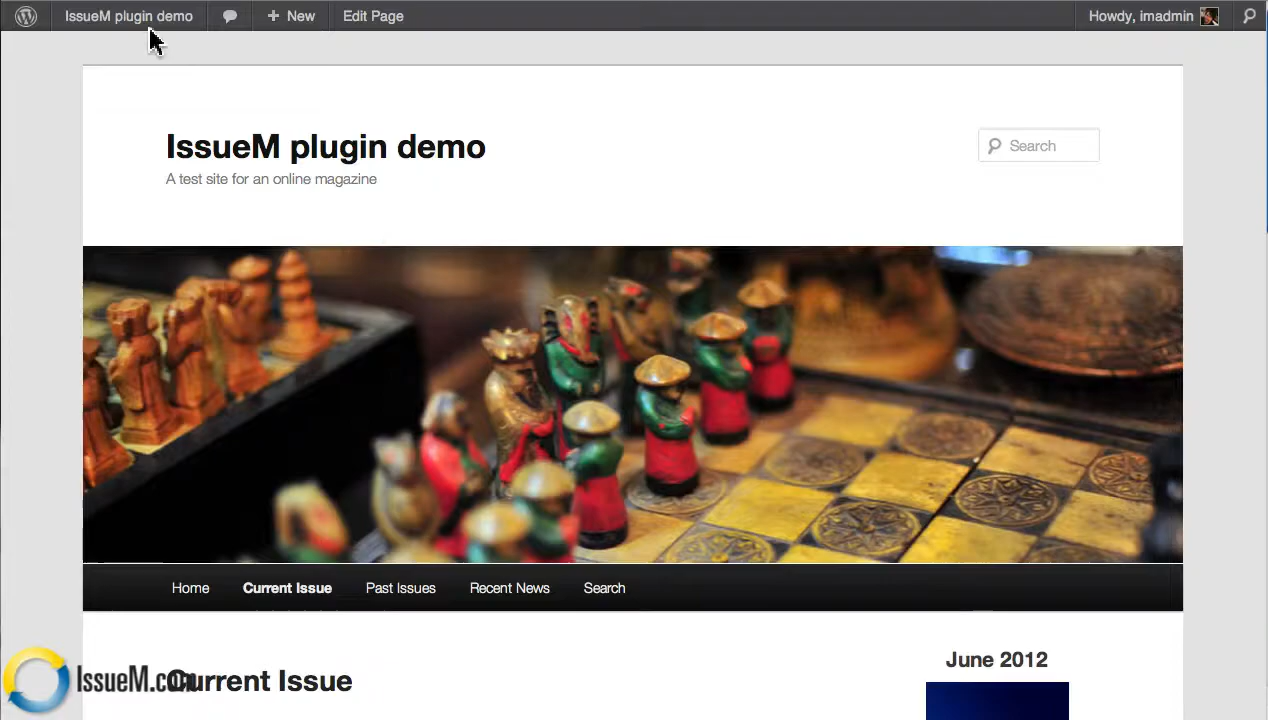 IssueM plugin demo
New
Edit Page
Howdy, imadmin
IssueM plugin demo
A test site for an online magazine
Search
Home
Current Issue
Past Issues
Recent News
Search
Current Issue
June 2012
IssueM.com